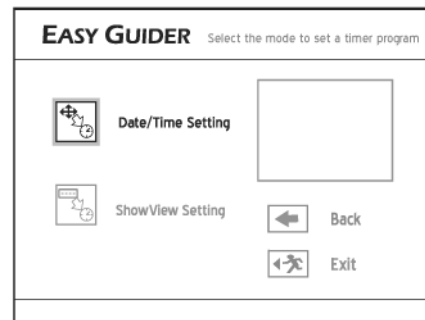 EASY GUIDER Select the mode to set a timer program
Date/Time Setting
ShowView Setting
Back
Exit